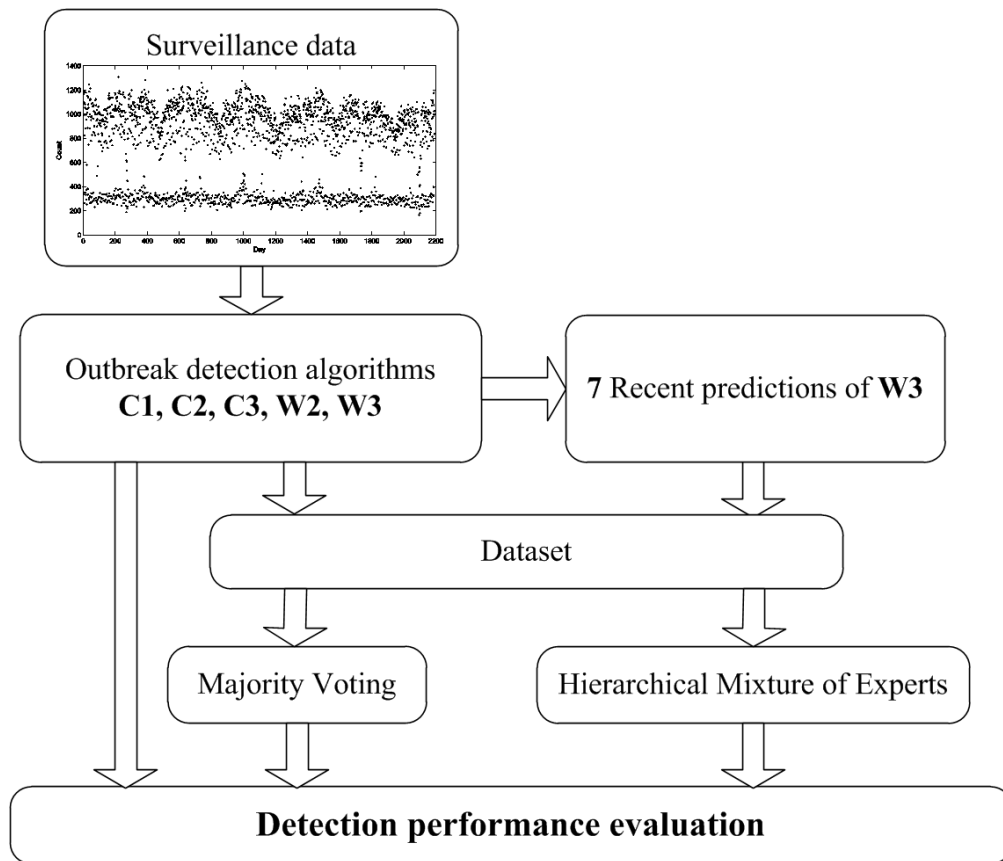 Surveillance data
1400
1200
1000
800
600
400
200
0
Count
0 200 400 600 800 1000 1200 1400 1600 1800 2000 2200
Day
Outbreak detection algorithms
C1, C2, C3, W2, W3
7 Recent predictions of W3
Dataset
Majority Voting
Hierarchical Mixture of Experts
Detection performance evaluation